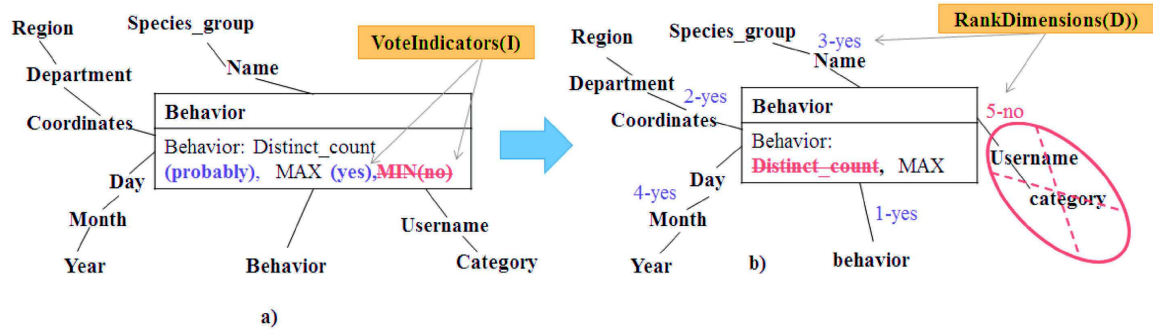 Species_group
Region
VoteIndicators(I)
Name
Department
Behavior
Coordinates
Behavior: Distinct_count
(probably), MAX (yes),MIN(no)
Day
Month
Username
Year
Behavior
Category
a)
RankDimensions(D))
Species_group
Region
3-yes
Name
Department
2-yes
Behavior
5-no
Coordinates
Behavior:
Distinct_count, MAX
Username
Day
4-yes
category
Month
1-yes
Year
behavior
b)